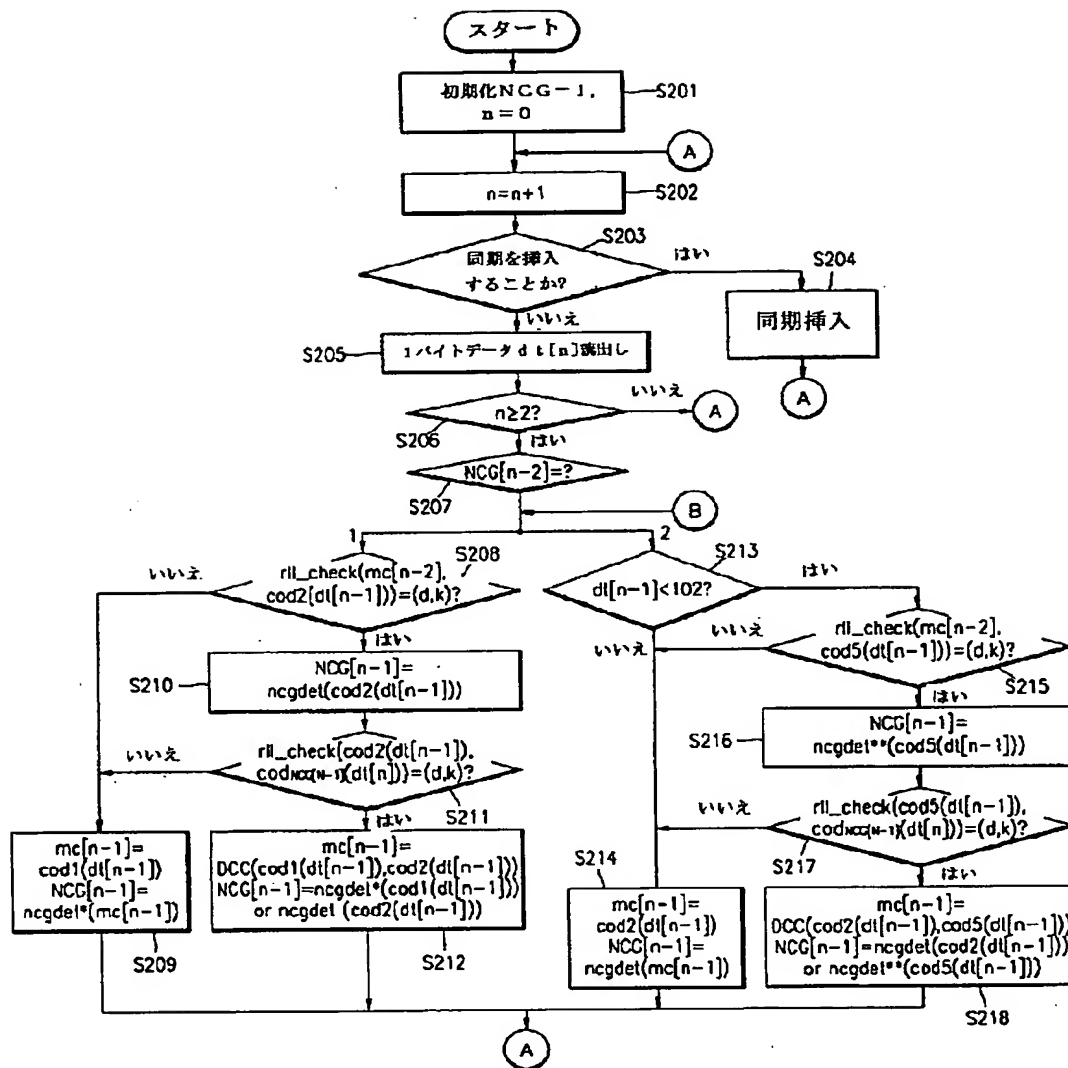 スタート
初期化NCG-1,
n=0
S201
A
n=n+1
S202
S203
同期を挿入
することか?
はい
S204
同期挿入
A
いいえ
S205
1バイトデータdt[n]読出し
n≥2?
いいえ
A
S206
はい
NCG[n-2]=?
S207
B
1
2
いいえ
rll_check(mc[n-2],
cod2(dt[n-1]))=(d,k)?
S208
はい
S210
NCG[n-1]=
ncgdet(cod2(dt[n-1]))
いいえ
rll_check(cod2(dt[n-1]),
codNCG(N-1)(dt[n]))=(d,k)?
S211
はい
mc[n-1]=
cod1(dt[n-1])
NCG[n-1]=
ncgdet*(mc[n-1])
S209
mc[n-1]=
DCC(cod1(dt[n-1]),cod2(dt[n-1]))
NCG[n-1]=ncgdet*(cod1(dt[n-1]))
or ncgdet (cod2(dt[n-1]))
S212
dt[n-1]<102?
S213
はい
いいえ
いいえ
rll_check(mc[n-2],
cod5(dt[n-1]))=(d,k)?
S215
はい
S216
NCG[n-1]=
ncgdet**(cod5(dt[n-1]))
いいえ
rll_check(cod5(dt[n-1]),
codNCG(N-1)(dt[n]))=(d,k)?
S217
はい
S214
mc[n-1]=
cod2(dt[n-1])
NCG[n-1]=
ncgdet(mc[n-1])
mc[n-1]=
DCC(cod2(dt[n-1]),cod5(dt[n-1]))
NCG[n-1]=ncgdet(cod2(dt[n-1]))
or ncgdet**(cod5(dt[n-1]))
S218
A